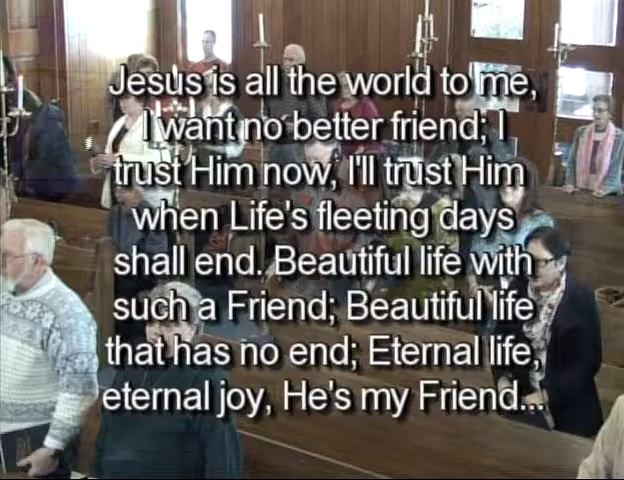 Jesus is all the world to me,
I want no better friend; I
trust Him now, I'll trust Him
when Life's fleeting days
shall end. Beautiful life with
such a Friend; Beautiful life
that has no end; Eternal life,
eternal joy, He's my Friend...